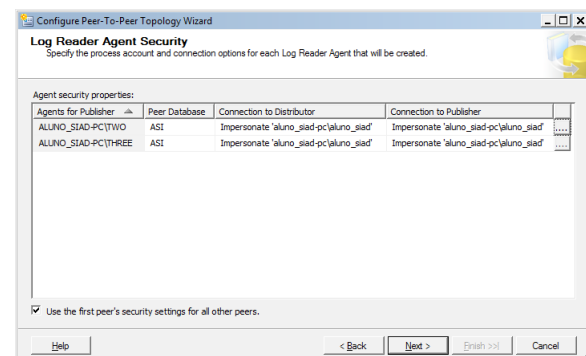 Configure Peer-To-Peer Topology Wizard
Log Reader Agent Security
Specify the process account and connection options for each Log Reader Agent that will be created.
Agent security properties:
Agents for Publisher Peer Database Connection to Distributor Connection to Publisher
ALUNO_SIAD-PC\TWO ASI Impersonate 'aluno_siad-pc\aluno_siad' Impersonate 'aluno_siad-pc\aluno_siad' ...
ALUNO_SIAD-PC\THREE ASI Impersonate 'aluno_siad-pc\aluno_siad' Impersonate 'aluno_siad-pc\aluno_siad' ...
Use the first peer's security settings for all other peers.
Help < Back Next > Finish >>| Cancel